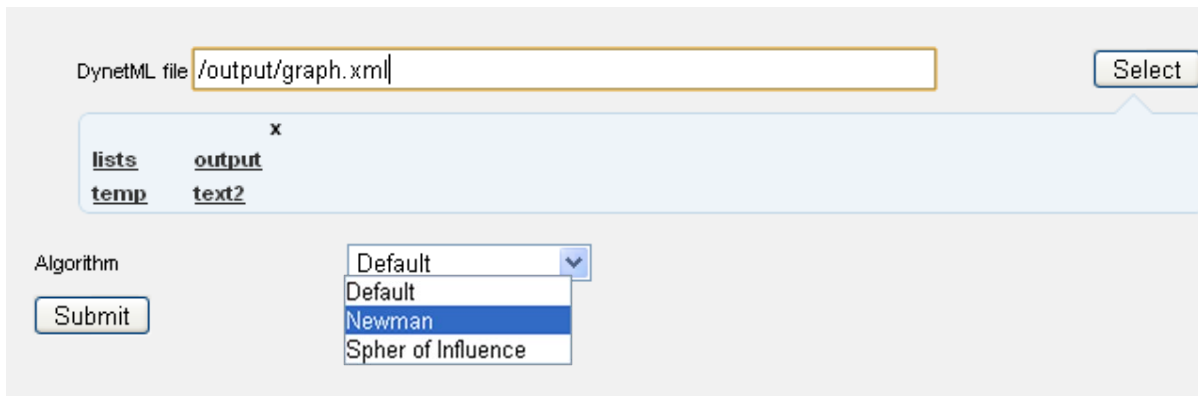 DynetML file /output/graph.xml Select
x
lists output
temp text2
Algorithm Default
Default
Submit Newman
Spher of Influence